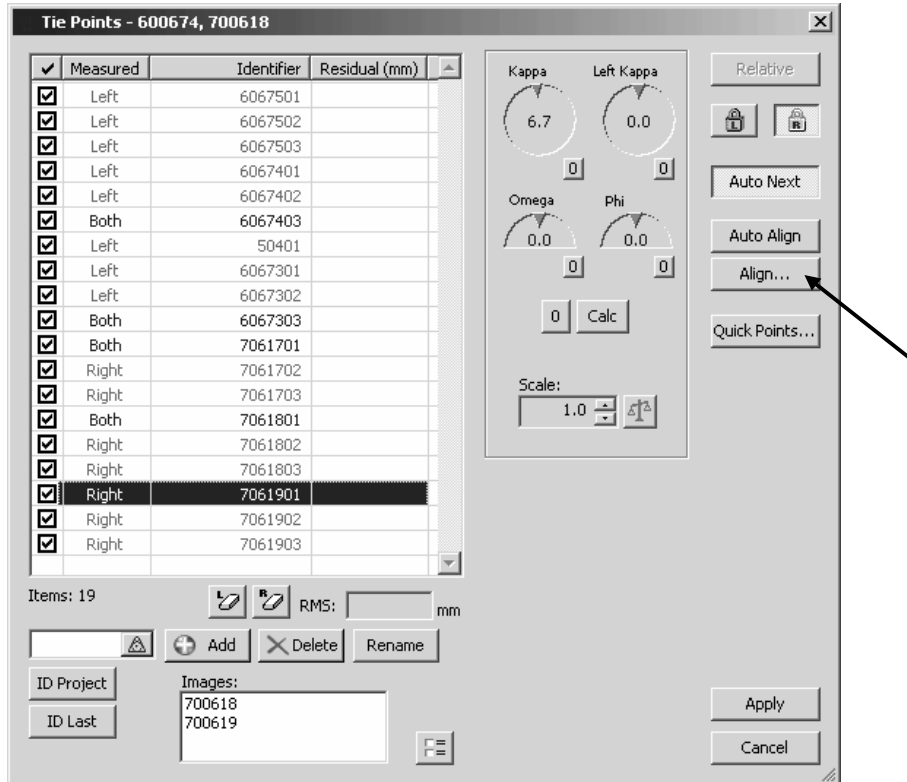 Tie Points - 600674, 700618
Measured Identifier Residual (mm)
Left 6067501
Left 6067502
Left 6067503
Left 6067401
Left 6067402
Both 6067403
Left 50401
Left 6067301
Left 6067302
Both 6067303
Both 7061701
Right 7061702
Right 7061703
Both 7061801
Right 7061802
Right 7061803
Right 7061901
Right 7061902
Right 7061903
Items: 19
L R RMS: mm
Add Delete Rename
ID Project
ID Last
Images:
700618
700619
Kappa Left Kappa
6.7 0.0
0 0
Omega Phi
0.0 0.0
0 0
0 Calc
Scale:
1.0
Relative
L R
Auto Next
Auto Align
Align...
Quick Points...
Apply
Cancel